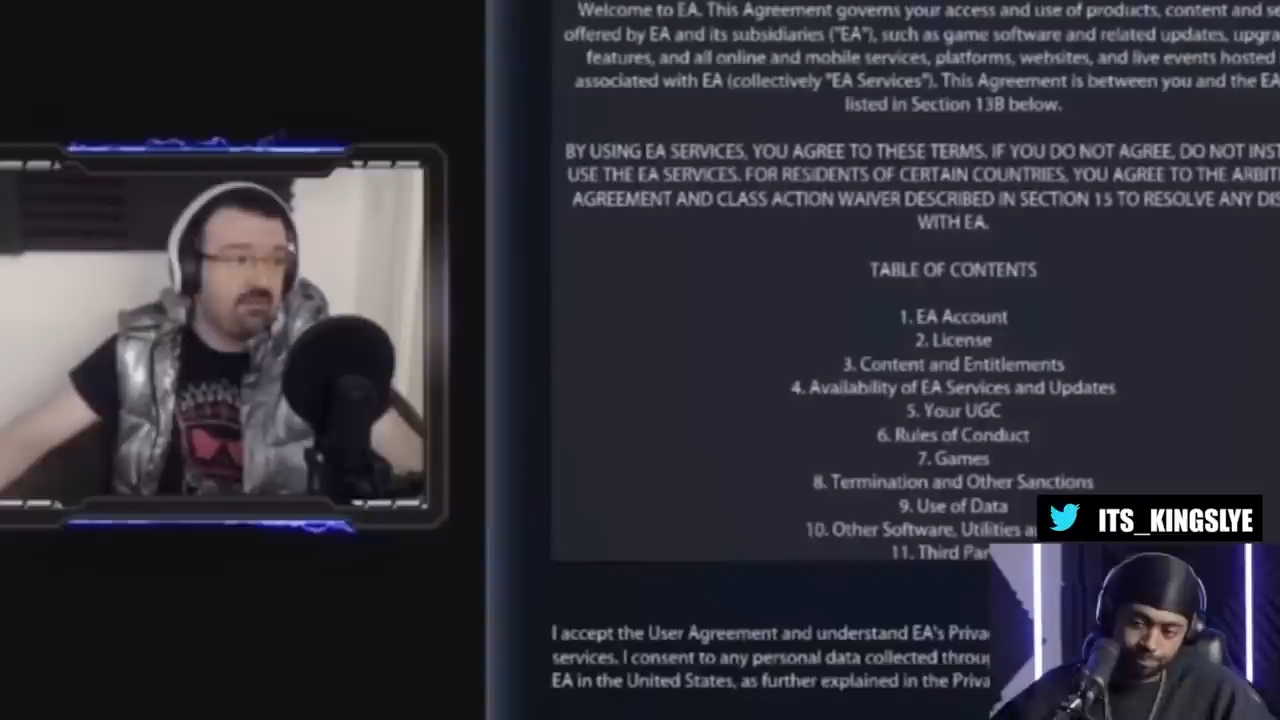 Welcome to EA. This Agreement governs your access and use of products, content and se
offered by EA and its subsidiaries ("EA"), such as game software and related updates, upgra
features, and all online and mobile services, platforms, websites, and live events hosted
associated with EA (collectively "EA Services"). This Agreement is between you and the EA
listed in Section 13B below.
BY USING EA SERVICES, YOU AGREE TO THESE TERMS. IF YOU DO NOT AGREE, DO NOT INST
USE THE EA SERVICES. FOR RESIDENTS OF CERTAIN COUNTRIES, YOU AGREE TO THE ARBIT
AGREEMENT AND CLASS ACTION WAIVER DESCRIBED IN SECTION 15 TO RESOLVE ANY DIS
WITH EA.
TABLE OF CONTENTS
1. EA Account
2. License
3. Content and Entitlements
4. Availability of EA Services and Updates
5. Your UGC
6. Rules of Conduct
7. Games
8. Termination and Other Sanctions
9. Use of Data
10. Other Software, Utilities a
11. Third Par
ITS_KINGSLYE
I accept the User Agreement and understand EA's Priva
services. I consent to any personal data collected throu
EA in the United States, as further explained in the Priva